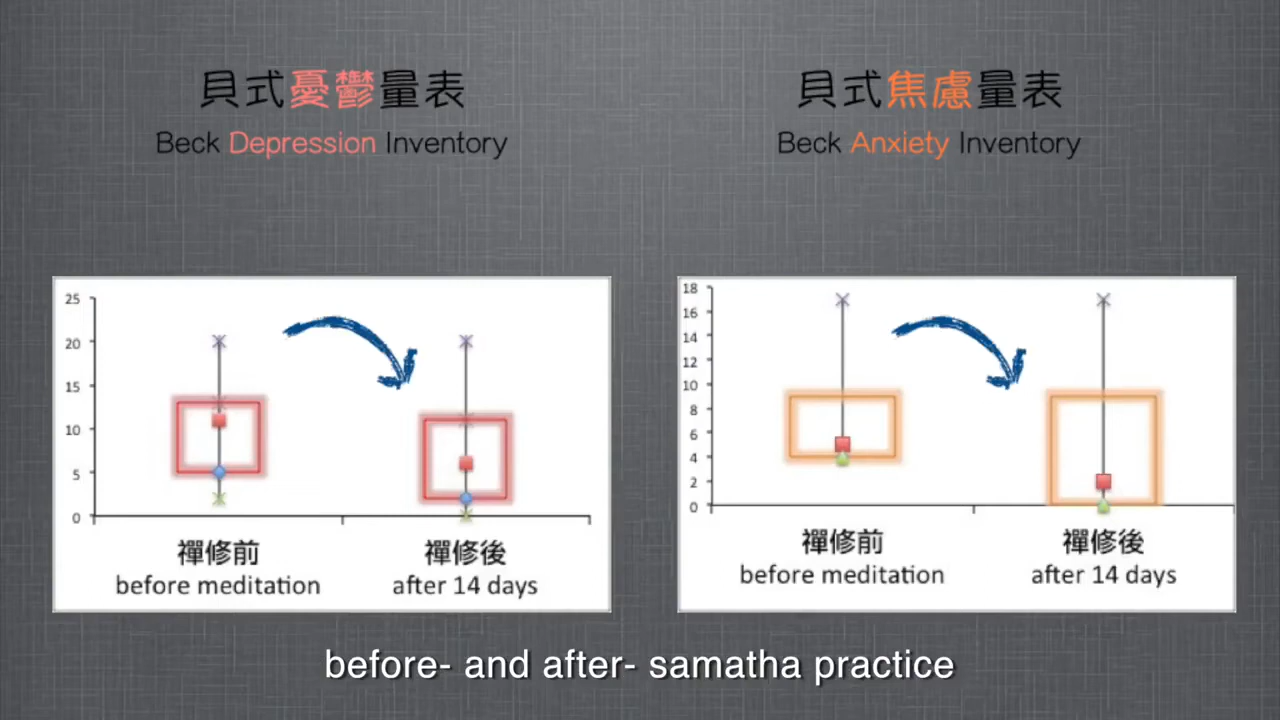 貝式憂鬱量表
Beck Depression Inventory
貝式焦慮量表
Beck Anxiety Inventory
25
20
15
10
5
0
禪修前
before meditation
禪修後
after 14 days
18
16
14
12
10
8
6
4
2
0
禪修前
before meditation
禪修後
after 14 days
before- and after- samatha practice